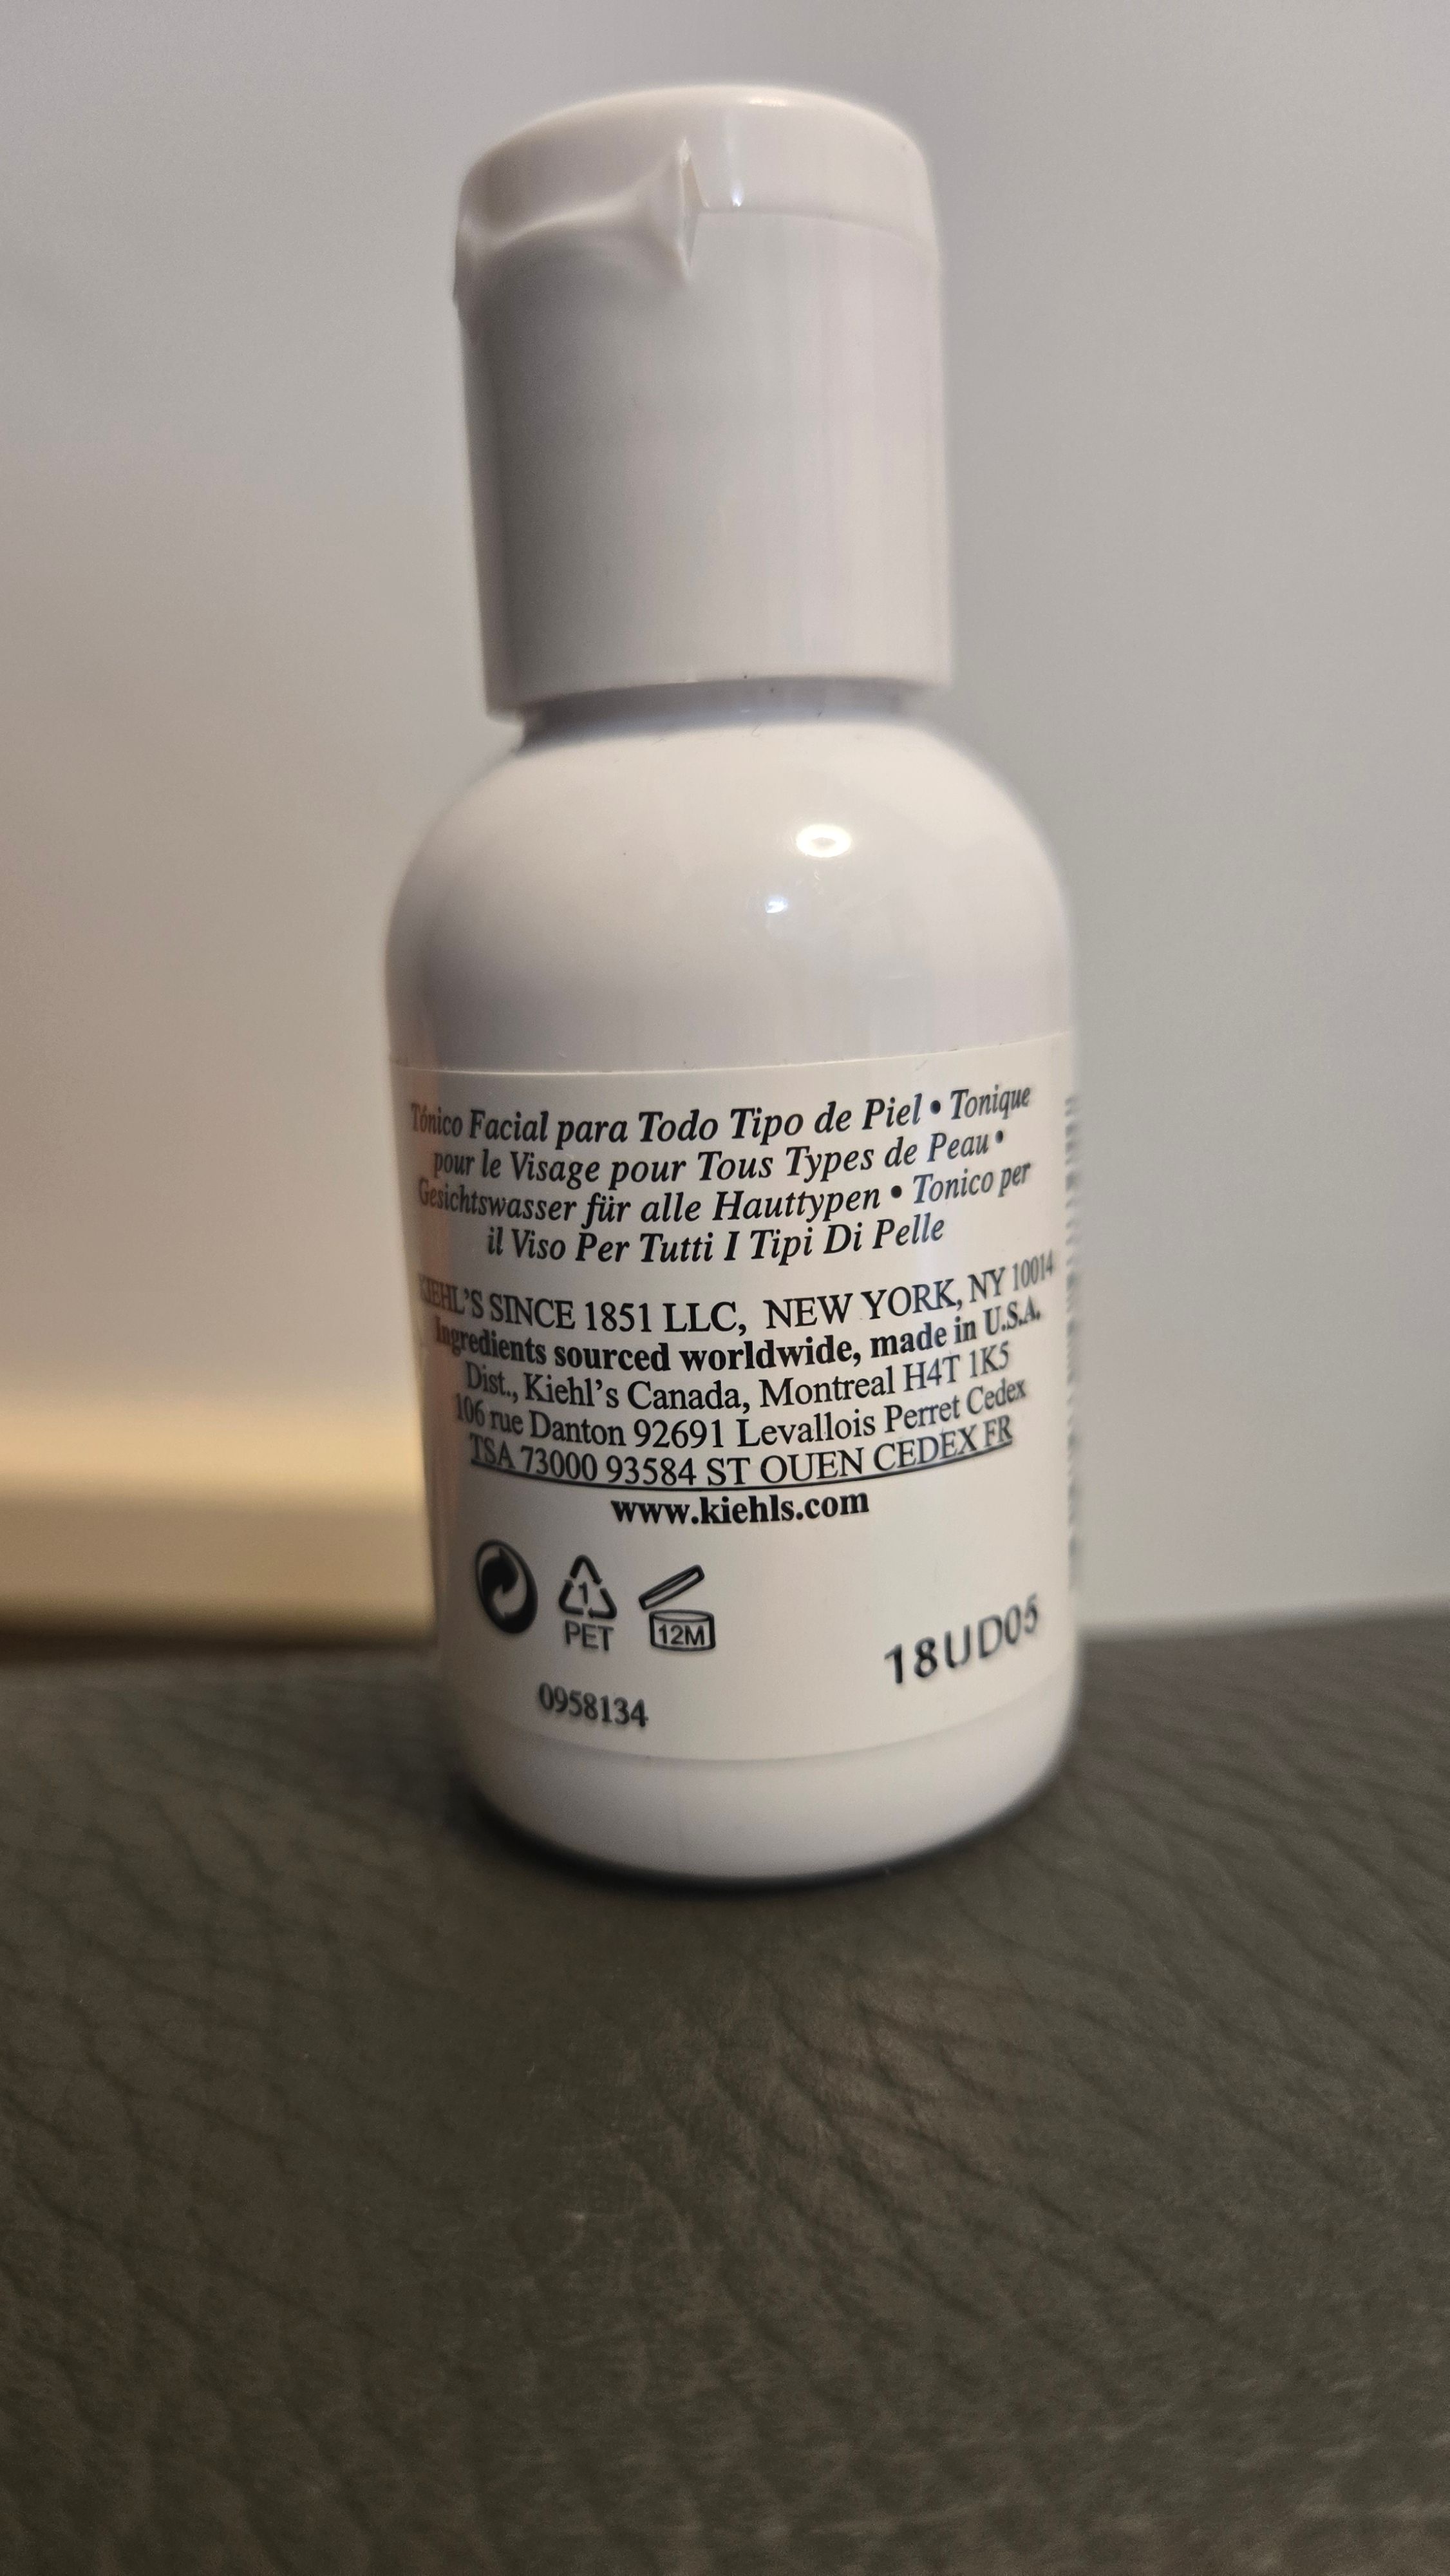 Tónico Facial para Todo Tipo de Piel • Tonique
pour le Visage pour Tous Types de Peau •
Gesichtswasser für alle Hauttypen • Tonico per
il Viso Per Tutti I Tipi Di Pelle
KIEHL'S SINCE 1851 LLC, NEW YORK, NY 10014
Ingredients sourced worldwide, made in U.S.A.
Dist., Kiehl's Canada, Montreal H4T 1K5
106 rue Danton 92691 Levallois Perret Cedex
TSA 73000 93584 ST OUEN CEDEX FR
www.kiehls.com
1
PET
12M
18UD05
0958134